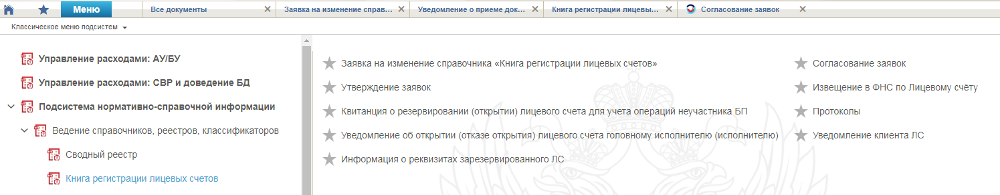 Меню
Все документы
Заявка на изменение справ...
Уведомление о приеме док...
Книга регистрации лицевы...
Согласование заявок
Классическое меню подсистем
Управление расходами: АУ/БУ
Управление расходами: СВР и доведение БД
Подсистема нормативно-справочной информации
Ведение справочников, реестров, классификаторов
Сводный реестр
Книга регистрации лицевых счетов
Заявка на изменение справочника «Книга регистрации лицевых счетов»
Утверждение заявок
Квитанция о резервировании (открытии) лицевого счета для учета операций неучастника БП
Уведомление об открытии (отказе открытия) лицевого счета головному исполнителю (исполнителю)
Информация о реквизитах зарезервированного ЛС
Согласование заявок
Извещение в ФНС по Лицевому счёту
Протоколы
Уведомление клиента ЛС